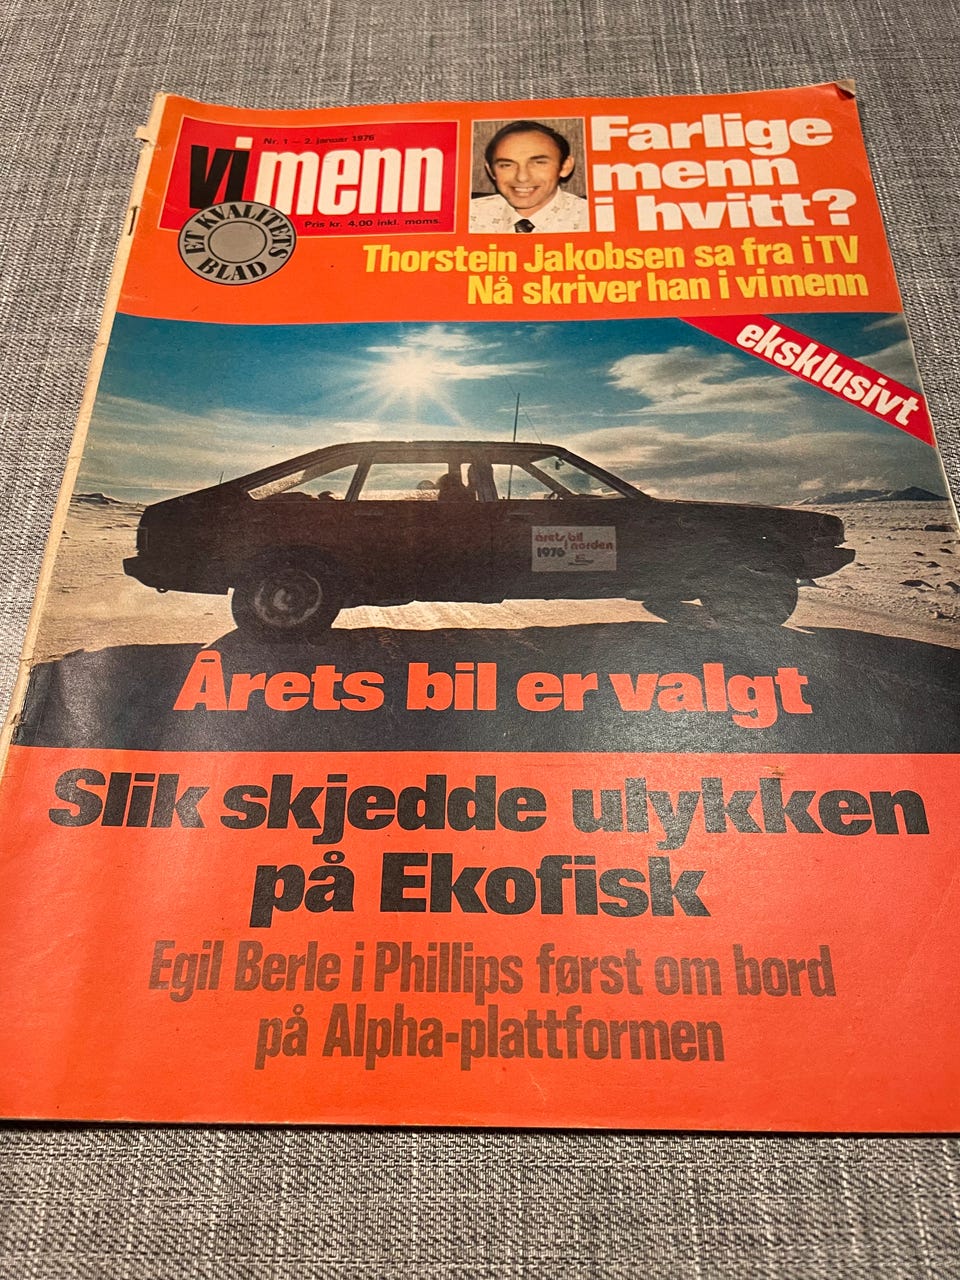 Nr. 1 – 2. januar 1976
vi menn
Pris kr. 4,00 inkl. moms.
ET KVALITETS
BLAD
Farlige
menn
i hvitt?
Thorstein Jakobsen sa fra i TV
Nå skriver han i vi menn
eksklusivt
årets bil
1976 i norden
Årets bil er valgt
Slik skjedde ulykken
på Ekofisk
Egil Berle i Phillips først om bord
på Alpha-plattformen